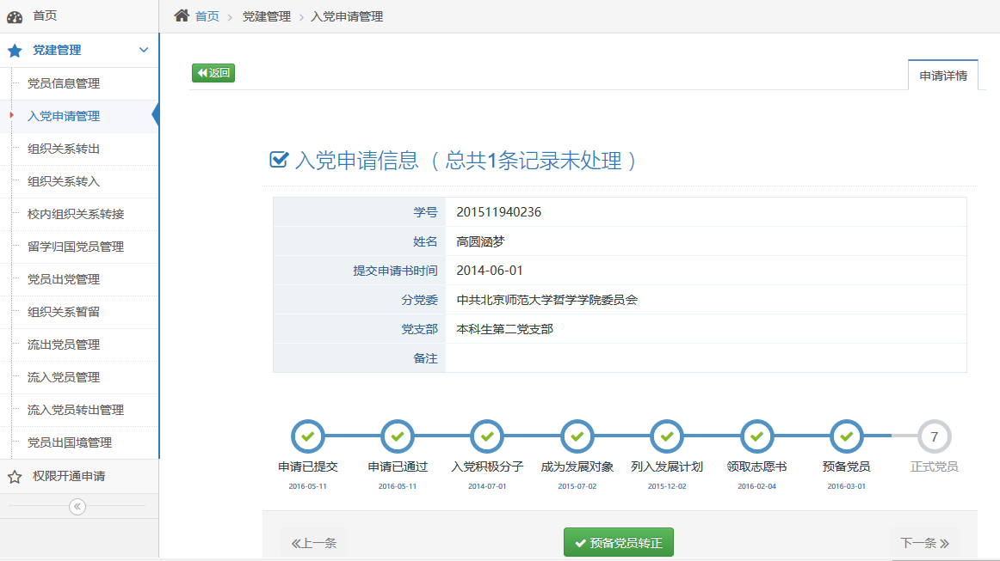 首页
党建管理
党员信息管理
入党申请管理
组织关系转出
组织关系转入
校内组织关系转接
留学归国党员管理
党员出党管理
组织关系暂留
流出党员管理
流入党员管理
流入党员转出管理
党员出国境管理
权限开通申请
首页 党建管理 入党申请管理
返回
申请详情
入党申请信息（总共1条记录未处理）
学号 201511940236
姓名 高圆涵梦
提交申请书时间 2014-06-01
分党委 中共北京师范大学哲学学院委员会
党支部 本科生第二党支部
备注
7
申请已提交 申请已通过 入党积极分子 成为发展对象 列入发展计划 领取志愿书 预备党员 正式党员
2016-05-11 2016-05-11 2014-07-01 2015-07-02 2015-12-02 2016-02-04 2016-03-01
上一条 预备党员转正 下一条